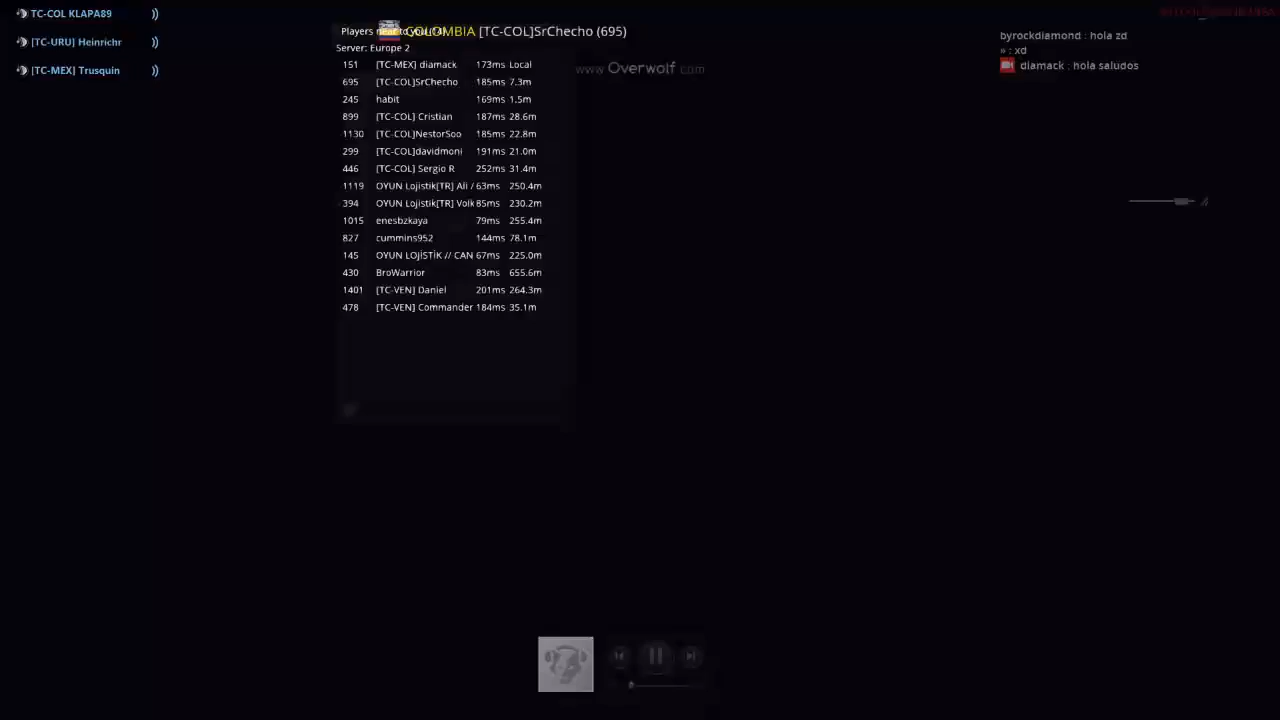 TC-COL KLAPA89
[TC-URU] Heinrichr
[TC-MEX] Trusquin
COLOMBIA [TC-COL]SrChecho (695)
Players near to you
Server: Europe 2
151 [TC-MEX] diamack 173ms Local
695 [TC-COL]SrChecho 185ms 7.3m
245 habit 169ms 1.5m
899 [TC-COL] Cristian 187ms 28.6m
1130 [TC-COL]NestorSoo 185ms 22.8m
299 [TC-COL]davidmoni 191ms 21.0m
446 [TC-COL] Sergio R 252ms 31.4m
1119 OYUN Lojistik[TR] Ali / 63ms 250.4m
394 OYUN Lojistik[TR] Volk 85ms 230.2m
1015 enesbzkaya 79ms 255.4m
827 cummins952 144ms 78.1m
145 OYUN LOJİSTİK // CAN 67ms 225.0m
430 BroWarrior 83ms 655.6m
1401 [TC-VEN] Daniel 201ms 264.3m
478 [TC-VEN] Commander 184ms 35.1m
www.Overwolf.com
byrockdiamond : hola zd
» : xd
diamack : hola saludos